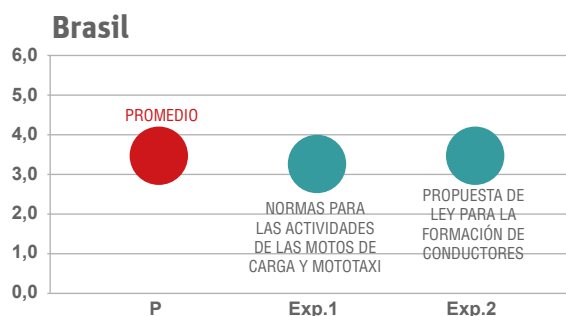 Brasil
6,0
5,0
4,0
3,0
2,0
1,0
0,0
PROMEDIO
NORMAS PARA
LAS ACTIVIDADES
DE LAS MOTOS DE
CARGA Y MOTOTAXI
PROPUESTA DE
LEY PARA LA
FORMACIÓN DE
CONDUCTORES
P
Exp.1
Exp.2